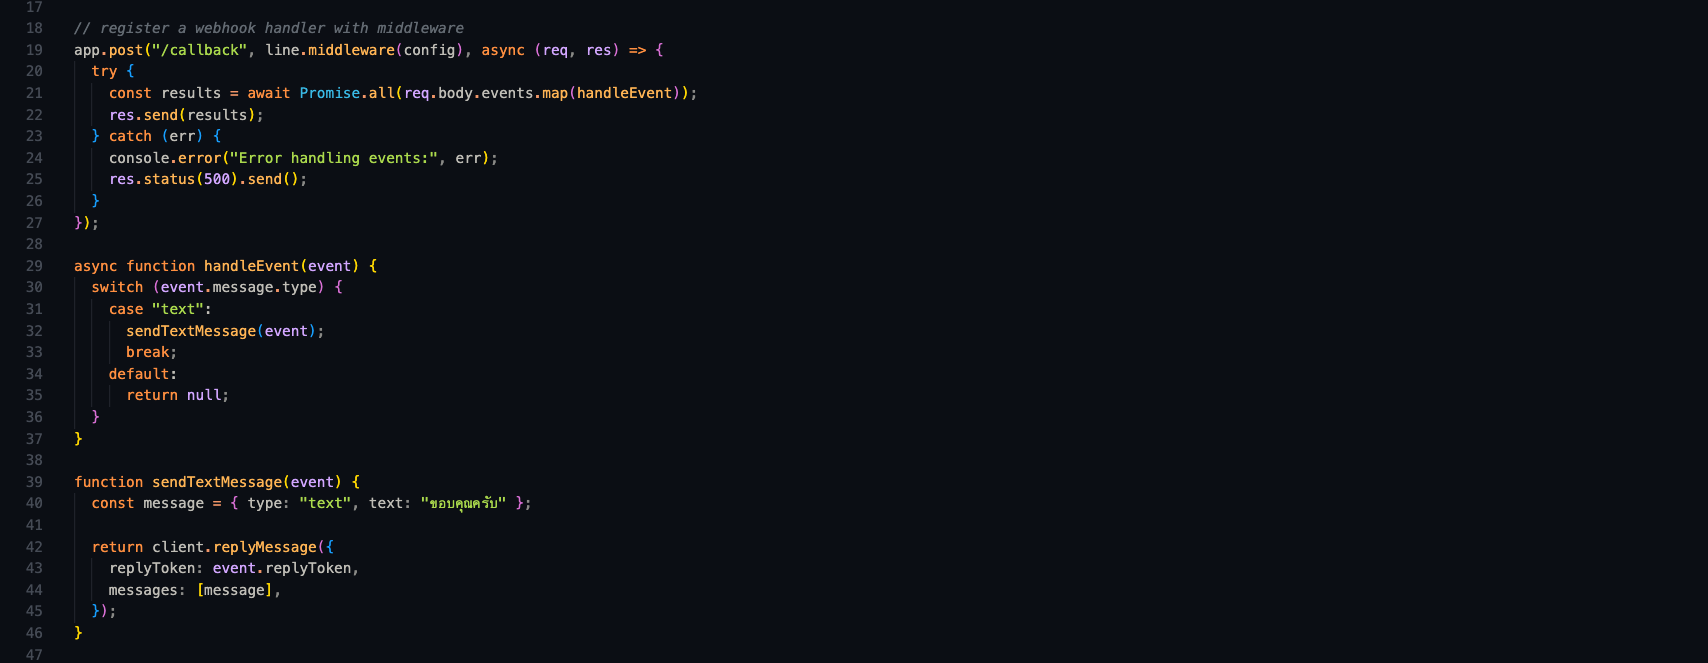 17
18 // register a webhook handler with middleware
19 app.post("/callback", line.middleware(config), async (req, res) => {
20   try {
21     const results = await Promise.all(req.body.events.map(handleEvent));
22     res.send(results);
23   } catch (err) {
24     console.error("Error handling events:", err);
25     res.status(500).send();
26   }
27 });
28
29 async function handleEvent(event) {
30   switch (event.message.type) {
31     case "text":
32       sendTextMessage(event);
33       break;
34     default:
35       return null;
36   }
37 }
38
39 function sendTextMessage(event) {
40   const message = { type: "text", text: "ขอบคุณครับ" };
41
42   return client.replyMessage({
43     replyToken: event.replyToken,
44     messages: [message],
45   });
46 }
47